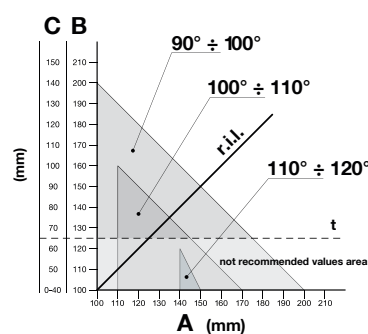 C B
90° ÷ 100°
100° ÷ 110°
110° ÷ 120°
r.i.l.
t
not recommended values area
(mm)
150 210
140 200
130 190
120 180
110 170
100 160
90 150
80 140
70 130
60 120
50 110
0-40 100
100 110 120 130 140 150 160 170 180 190 200 210
A (mm)